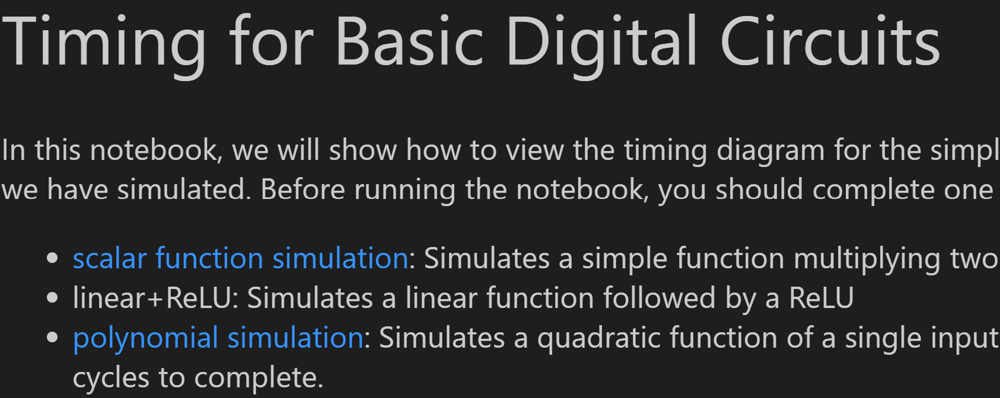 Timing for Basic Digital Circuits
In this notebook, we will show how to view the timing diagram for the simpl
we have simulated. Before running the notebook, you should complete one
• scalar function simulation: Simulates a simple function multiplying two
• linear+ReLU: Simulates a linear function followed by a ReLU
• polynomial simulation: Simulates a quadratic function of a single input
cycles to complete.